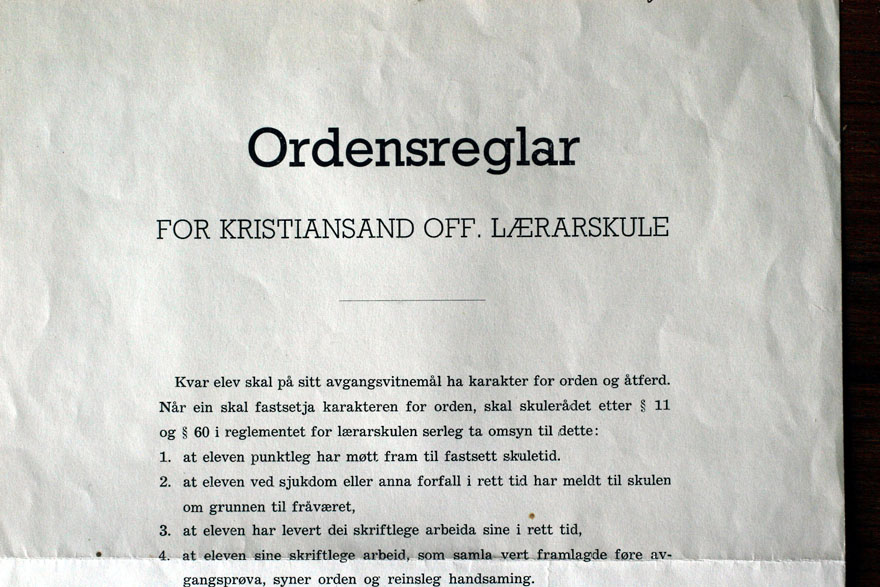 Ordensreglar
FOR KRISTIANSAND OFF. LÆRARSKULE
Kvar elev skal på sitt avgangsvitnemål ha karakter for orden og åtferd.
Når ein skal fastsetja karakteren for orden, skal skulerådet etter § 11
og § 60 i reglementet for lærarskulen serleg ta omsyn til dette:
1. at eleven punktleg har møtt fram til fastsett skuletid.
2. at eleven ved sjukdom eller anna forfall i rett tid har meldt til skulen
om grunnen til fråværet,
3. at eleven har levert dei skriftlege arbeida sine i rett tid,
4. at eleven sine skriftlege arbeid, som samla vert framlagde føre av-
gangsprøva, syner orden og reinsleg handsaming.